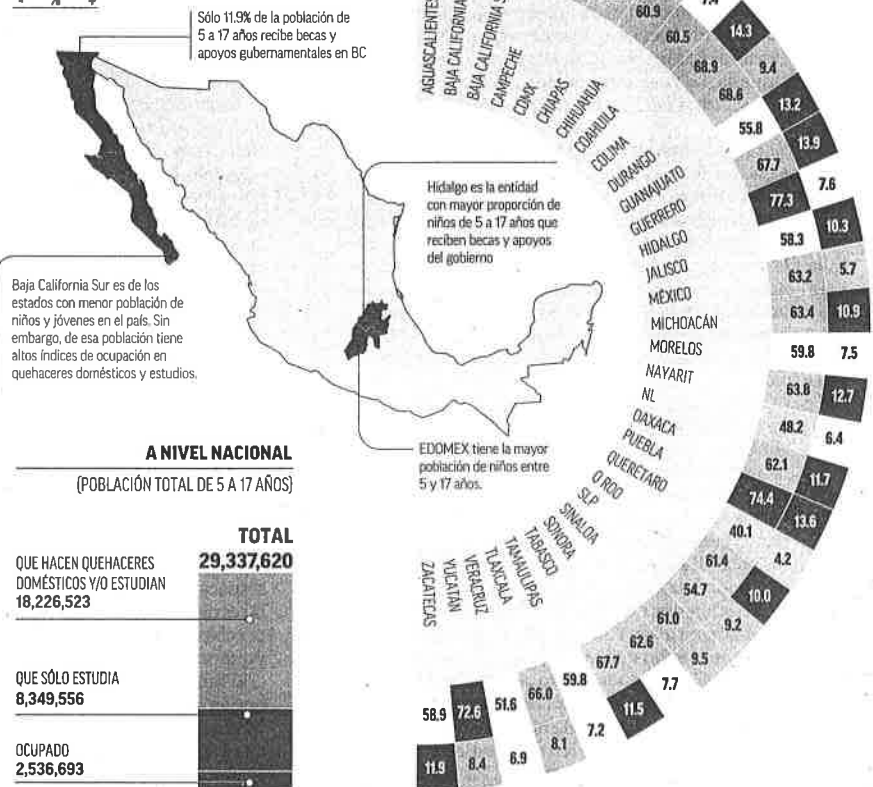 Sólo 11.9% de la población de
5 a 17 años recibe becas y
apoyos gubernamentales en BC
Hidalgo es la entidad
con mayor proporción de
niños de 5 a 17 años que
reciben becas y apoyos
del gobierno
Baja California Sur es de los
estados con menor población de
niños y jóvenes en el país. Sin
embargo, de esa población tiene
altos índices de ocupación en
quehaceres domésticos y estudios.
EDOMEX tiene la mayor
población de niños entre
5 y 17 años.
A NIVEL NACIONAL
(POBLACIÓN TOTAL DE 5 A 17 AÑOS)
TOTAL
29,337,620
QUE HACEN QUEHACERES
DOMÉSTICOS Y/O ESTUDIAN
18,226,523
QUE SÓLO ESTUDIA
8,349,556
OCUPADO
2,536,693
AGUASCALIENTES
BAJA CALIFORNIA
BAJA CALIFORNIA S
CAMPECHE
CDMX
CHIAPAS
CHIHUAHUA
COAHUILA
COLIMA
DURANGO
GUANAJUATO
GUERRERO
HIDALGO
JALISCO
MÉXICO
MICHOACÁN
MORELOS
NAYARIT
NL
OAXACA
PUEBLA
QUERÉTARO
Q ROO
SLP
SINALOA
SONORA
TABASCO
TAMAULIPAS
TLAXCALA
VERACRUZ
YUCATÁN
ZACATECAS
60.9
60.5 14.3
68.9 9.4
68.6 13.2
55.8 13.9
67.7 7.6
77.3 10.3
58.3 5.7
63.2 10.9
63.4 7.5
59.8 12.7
63.8 6.4
48.2 11.7
62.1 13.6
74.4 4.2
40.1 10.0
61.4 9.2
54.7 9.5
61.0 7.7
62.6 11.5
67.7 7.2
59.8 8.1
66.0 6.9
51.6 8.4
72.6 11.9
58.9